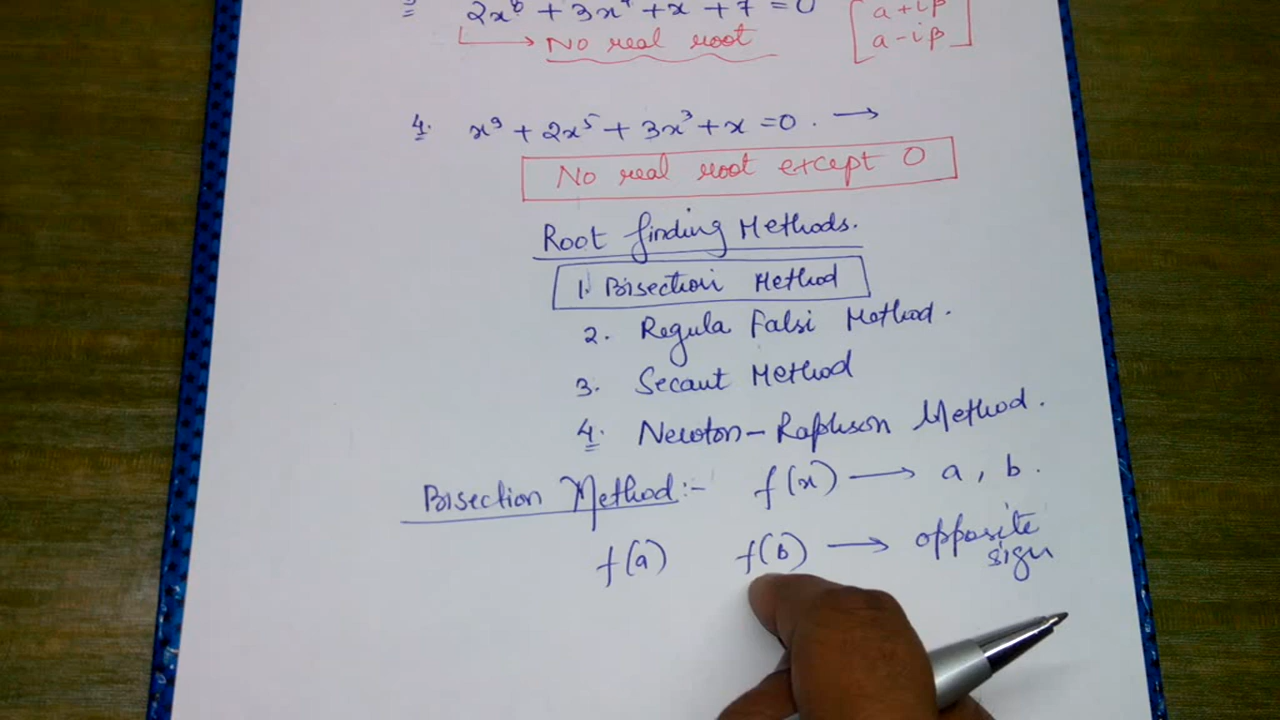 3 2x⁶ + 3x⁴ + x + 7 = 0
No real root
a + iβ
a - iβ
4. x⁹ + 2x⁵ + 3x³ + x = 0. →
No real root except 0
Root finding Methods.
1. Bisection Method
2. Regula Falsi Method.
3. Secant Method
4. Newton-Raphson Method.
Bisection Method:- f(x) → a, b.
f(a) f(b) → opposite
sign